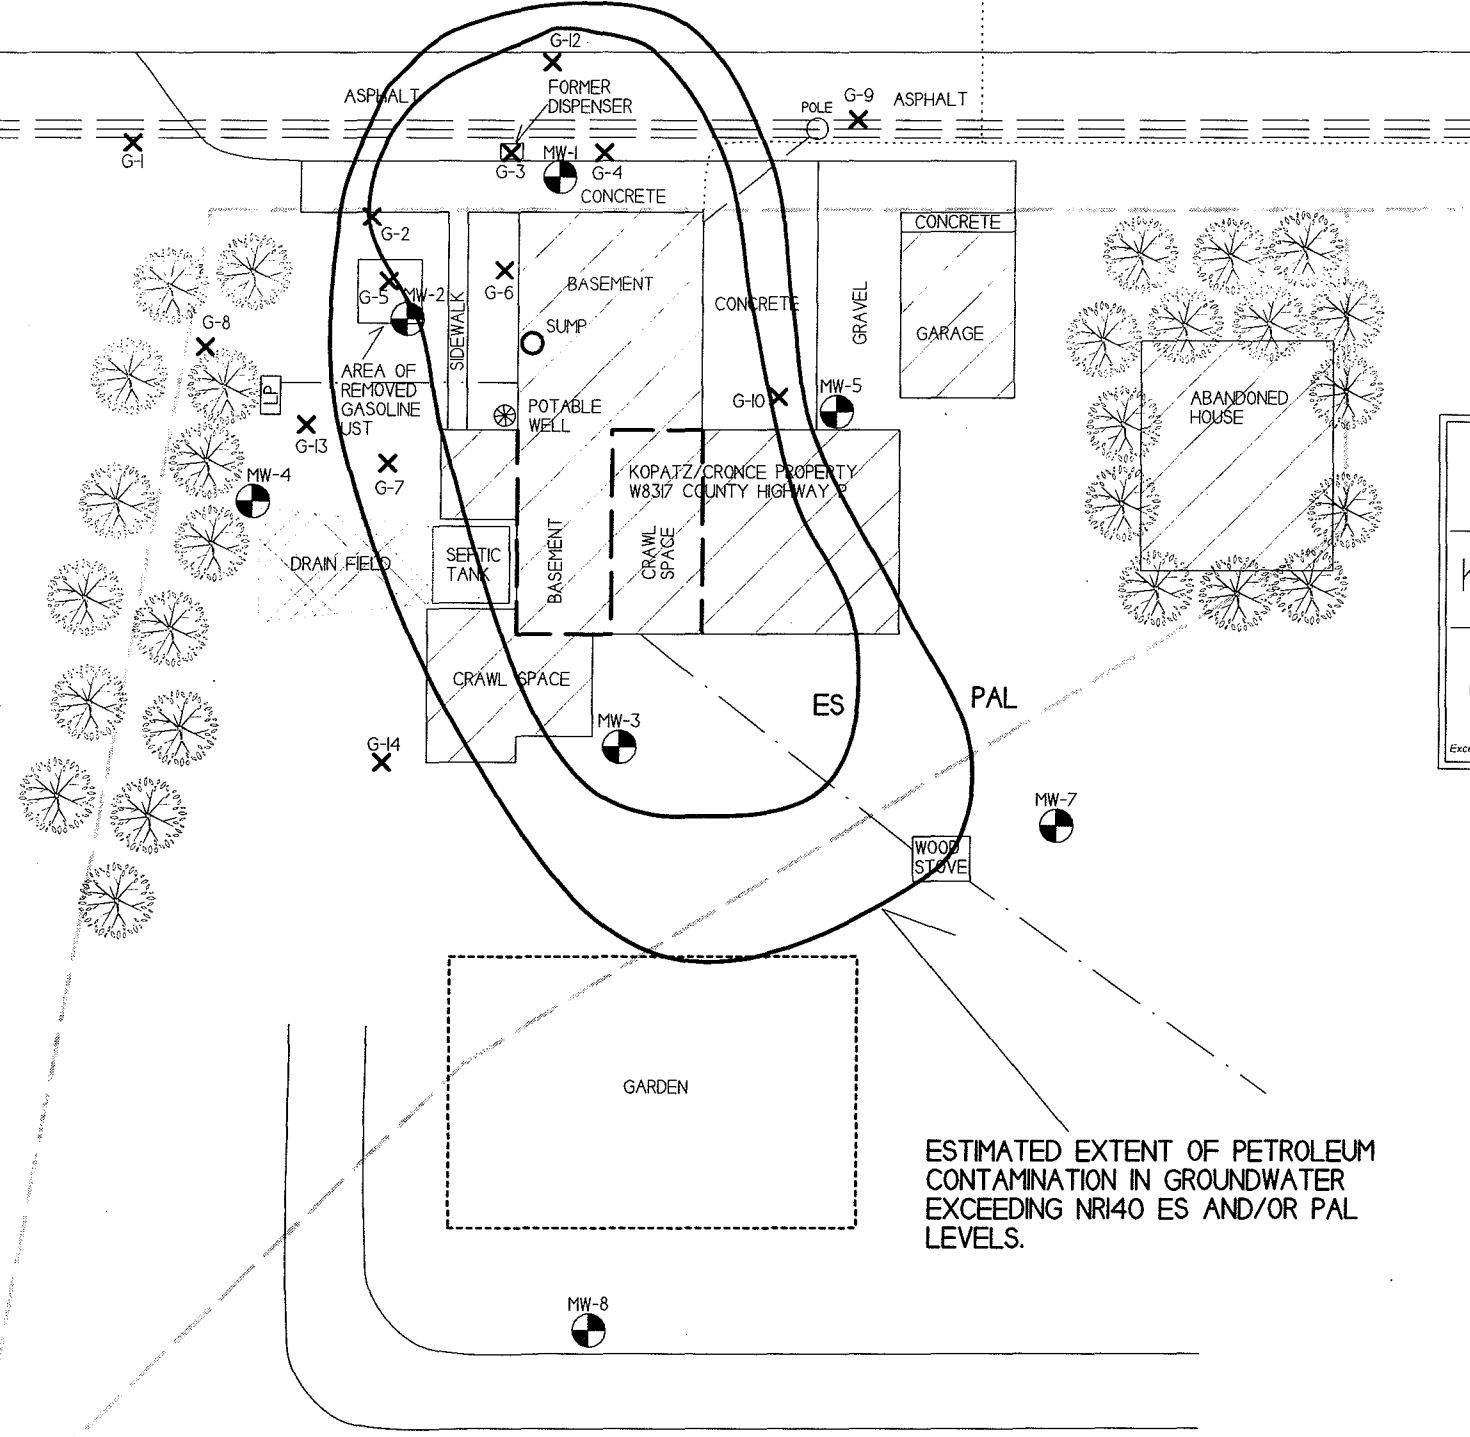 G-12
ASPHALT
FORMER
DISPENSER
POLE
G-9
ASPHALT
G-1
G-3
MW-1
G-4
CONCRETE
G-2
CONCRETE
G-5
MW-2
G-6
BASEMENT
SIDEWALK
SUMP
CONCRETE
GRAVEL
GARAGE
G-8
AREA OF
REMOVED
GASOLINE
UST
LP
POTABLE
WELL
G-10
MW-5
ABANDONED
HOUSE
G-13
G-7
MW-4
KOPATZ/CRONCE PROPERTY
W8317 COUNTY HIGHWAY P
DRAIN FIELD
SEPTIC
TANK
BASEMENT
CRAWL
SPACE
CRAWL SPACE
ES
PAL
MW-3
G-14
MW-7
WOOD
STOVE
GARDEN
ESTIMATED EXTENT OF PETROLEUM
CONTAMINATION IN GROUNDWATER
EXCEEDING NR140 ES AND/OR PAL
LEVELS.
MW-8